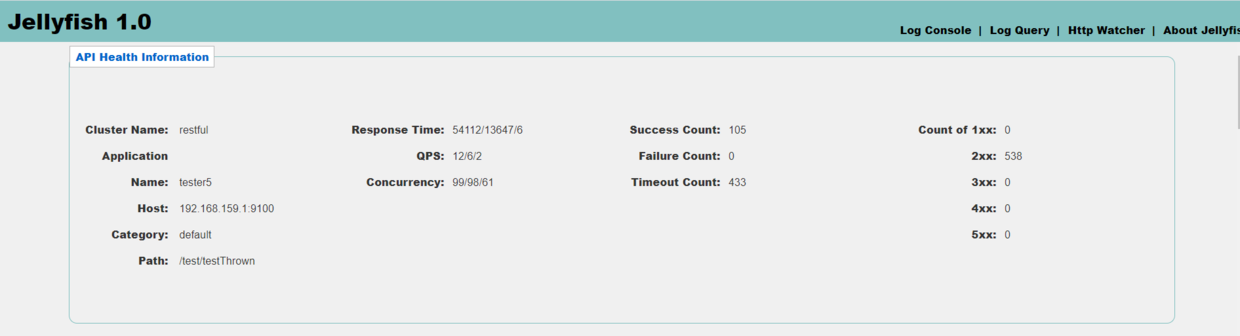 Jellyfish 1.0
Log Console | Log Query | Http Watcher | About Jellyfis
API Health Information
Cluster Name: restful Response Time: 54112/13647/6 Success Count: 105 Count of 1xx: 0
Application QPS: 12/6/2 Failure Count: 0 2xx: 538
Name: tester5 Concurrency: 99/98/61 Timeout Count: 433 3xx: 0
Host: 192.168.159.1:9100 4xx: 0
Category: default 5xx: 0
Path: /test/testThrown